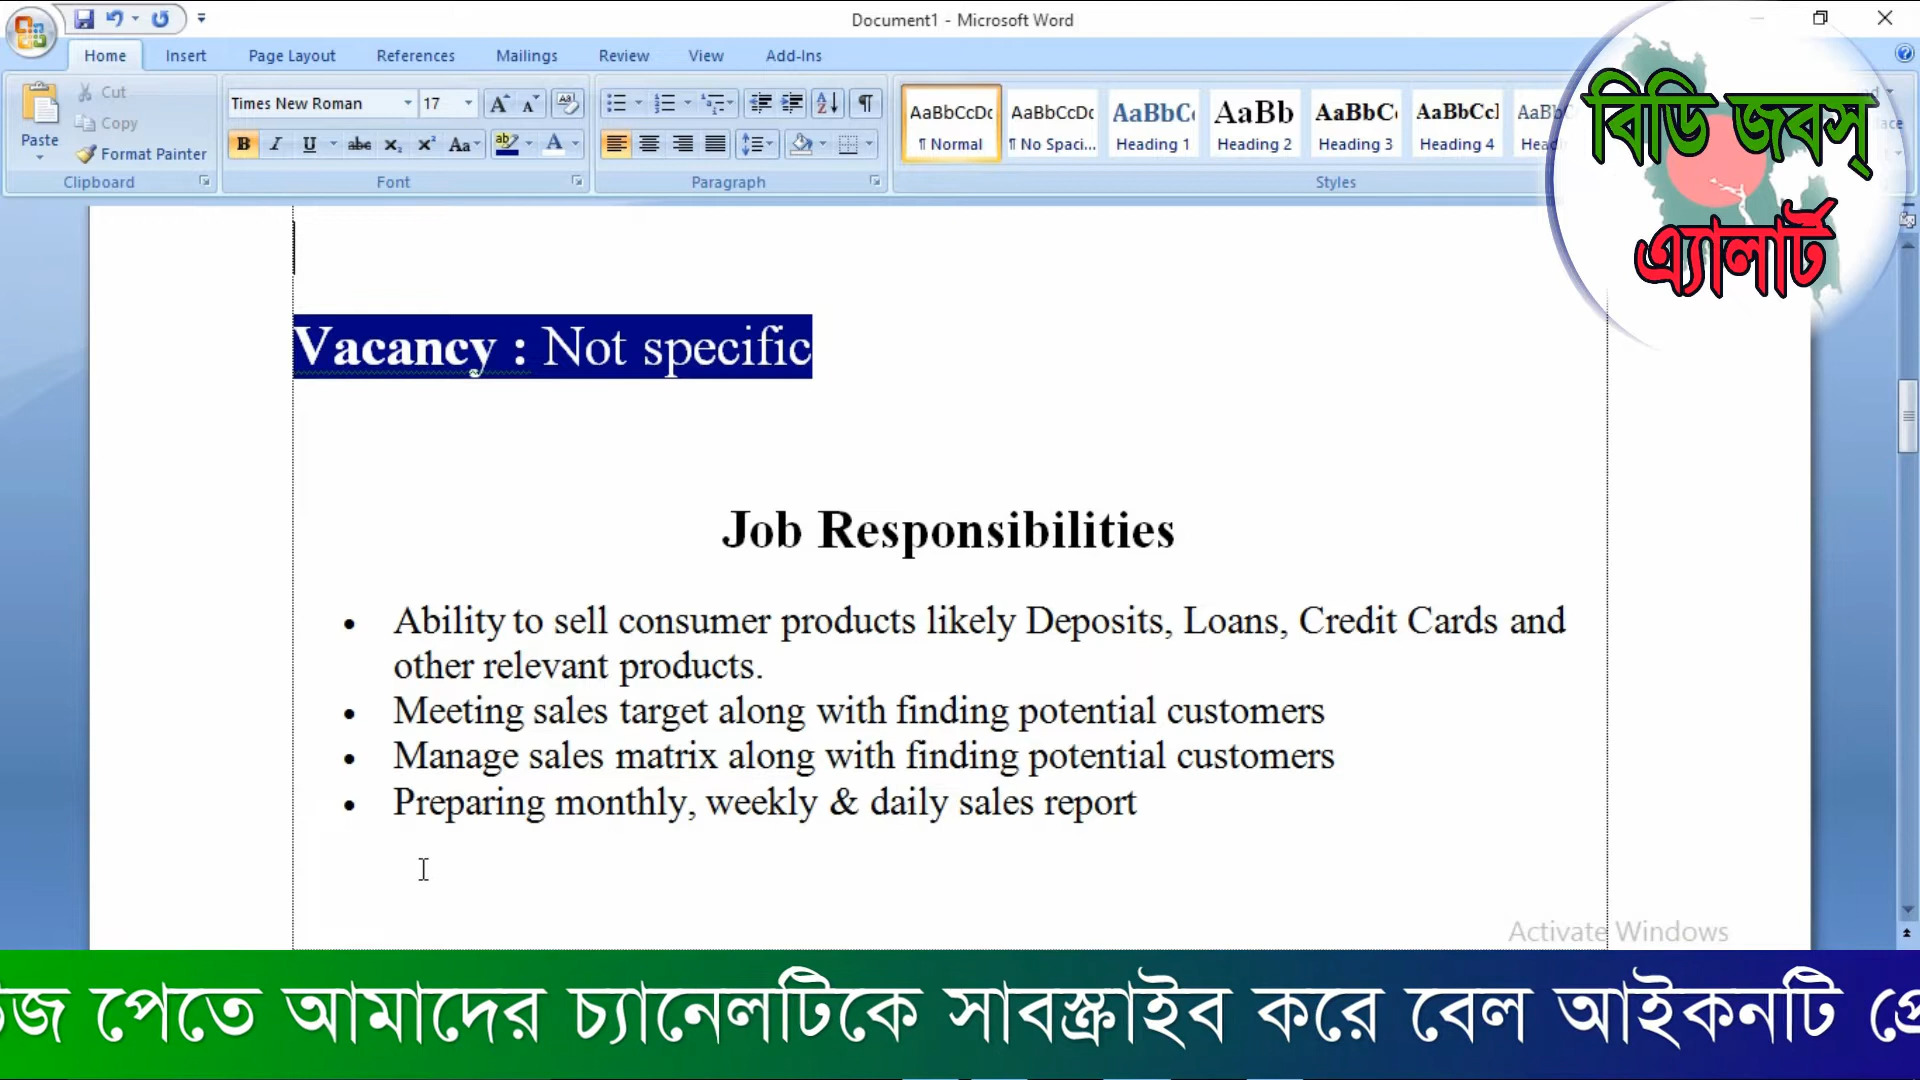 Document1 - Microsoft Word
Home Insert Page Layout References Mailings Review View Add-Ins
Paste
Cut
Copy
Format Painter
Clipboard
Times New Roman 17
Font
Paragraph
AaBbCcDc AaBbCcDc AaBbC AaBb AaBbC AaBbCcI
¶ Normal ¶ No Spaci... Heading 1 Heading 2 Heading 3 Heading 4
Styles
বিডি জবস্
এ্যালার্ট
Vacancy : Not specific
Job Responsibilities
• Ability to sell consumer products likely Deposits, Loans, Credit Cards and
other relevant products.
• Meeting sales target along with finding potential customers
• Manage sales matrix along with finding potential customers
• Preparing monthly, weekly & daily sales report
Activate Windows
পেতে আমাদের চ্যানেলটিকে সাবস্ক্রাইব করে বেল আইকনটি